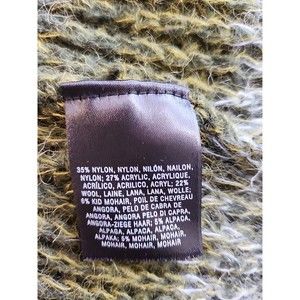 35% NYLON, NYLON, NILÓN, NAILON,
NYLON; 27% ACRYLIC, ACRYLIQUE,
ACRÍLICO, ACRILICO, ACRYL; 22%
WOOL, LAINE, LANA, LANA, WOLLE;
6% KID MOHAIR, POIL DE CHEVREAU
ANGORA, PELO DE CABRA DE
ANGORA, ANGORA PELO DI CAPRA,
ANGORA-ZIEGE HAAR; 5% ALPACA,
ALPAGA, ALPACA, ALPACA,
ALPAKA; 5% MOHAIR, MOHAIR,
MOHAIR, MOHAIR, MOHAIR